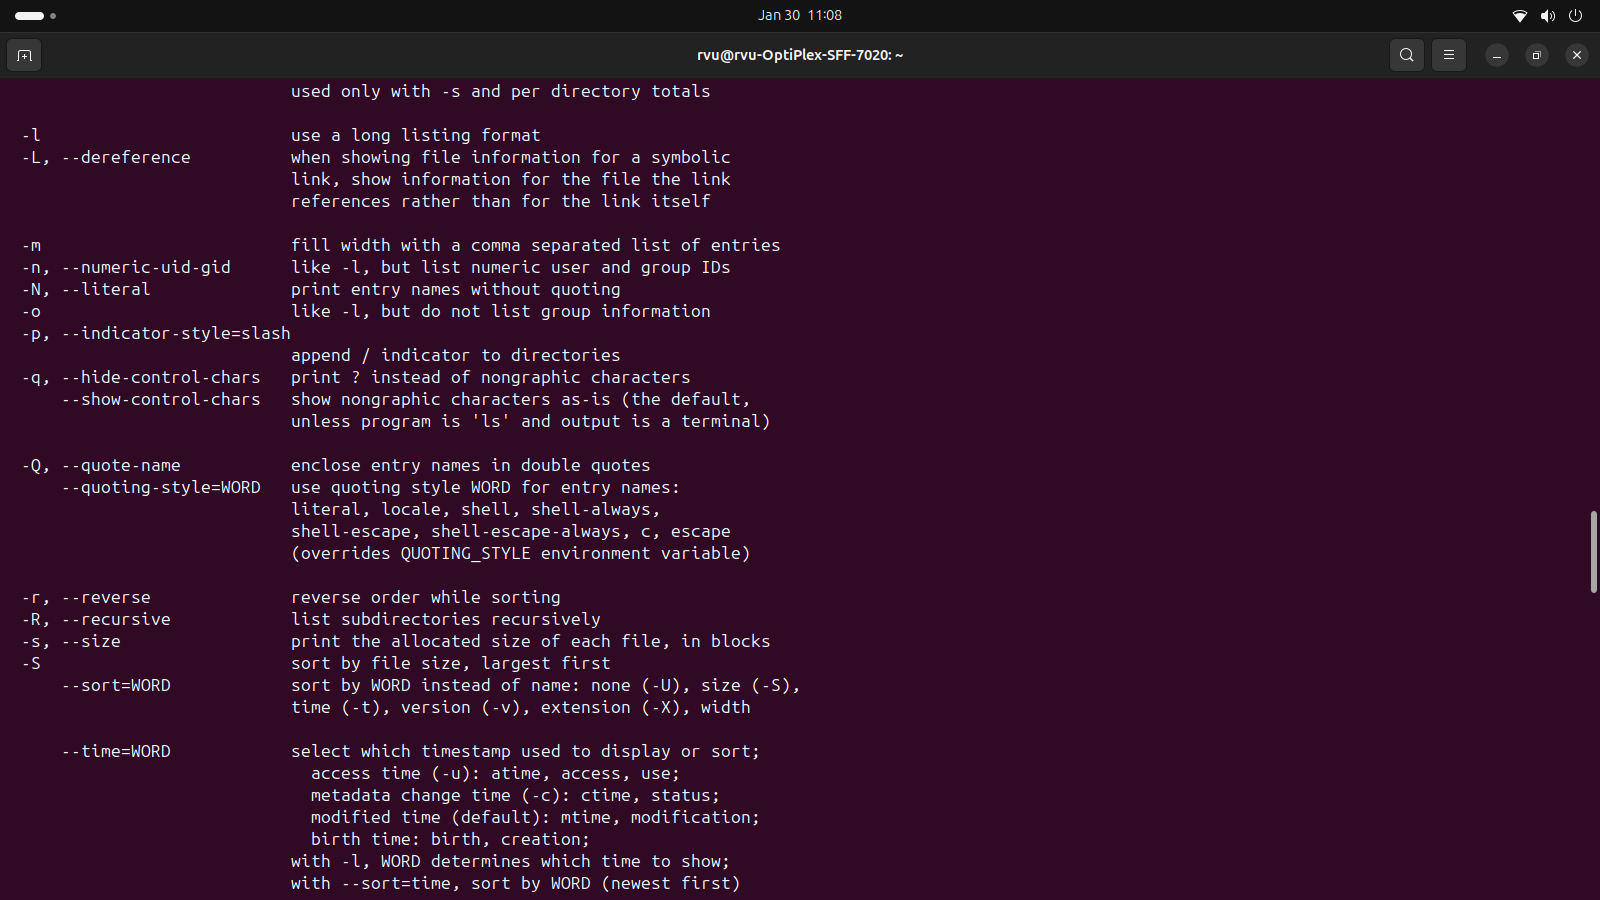 Jan 30 11:08
rvu@rvu-OptiPlex-SFF-7020: ~
used only with -s and per directory totals
-l use a long listing format
-L, --dereference when showing file information for a symbolic
link, show information for the file the link
references rather than for the link itself
-m fill width with a comma separated list of entries
-n, --numeric-uid-gid like -l, but list numeric user and group IDs
-N, --literal print entry names without quoting
-o like -l, but do not list group information
-p, --indicator-style=slash
append / indicator to directories
-q, --hide-control-chars print ? instead of nongraphic characters
--show-control-chars show nongraphic characters as-is (the default,
unless program is 'ls' and output is a terminal)
-Q, --quote-name enclose entry names in double quotes
--quoting-style=WORD use quoting style WORD for entry names:
literal, locale, shell, shell-always,
shell-escape, shell-escape-always, c, escape
(overrides QUOTING_STYLE environment variable)
-r, --reverse reverse order while sorting
-R, --recursive list subdirectories recursively
-s, --size print the allocated size of each file, in blocks
-S sort by file size, largest first
--sort=WORD sort by WORD instead of name: none (-U), size (-S),
time (-t), version (-v), extension (-X), width
--time=WORD select which timestamp used to display or sort;
access time (-u): atime, access, use;
metadata change time (-c): ctime, status;
modified time (default): mtime, modification;
birth time: birth, creation;
with -l, WORD determines which time to show;
with --sort=time, sort by WORD (newest first)